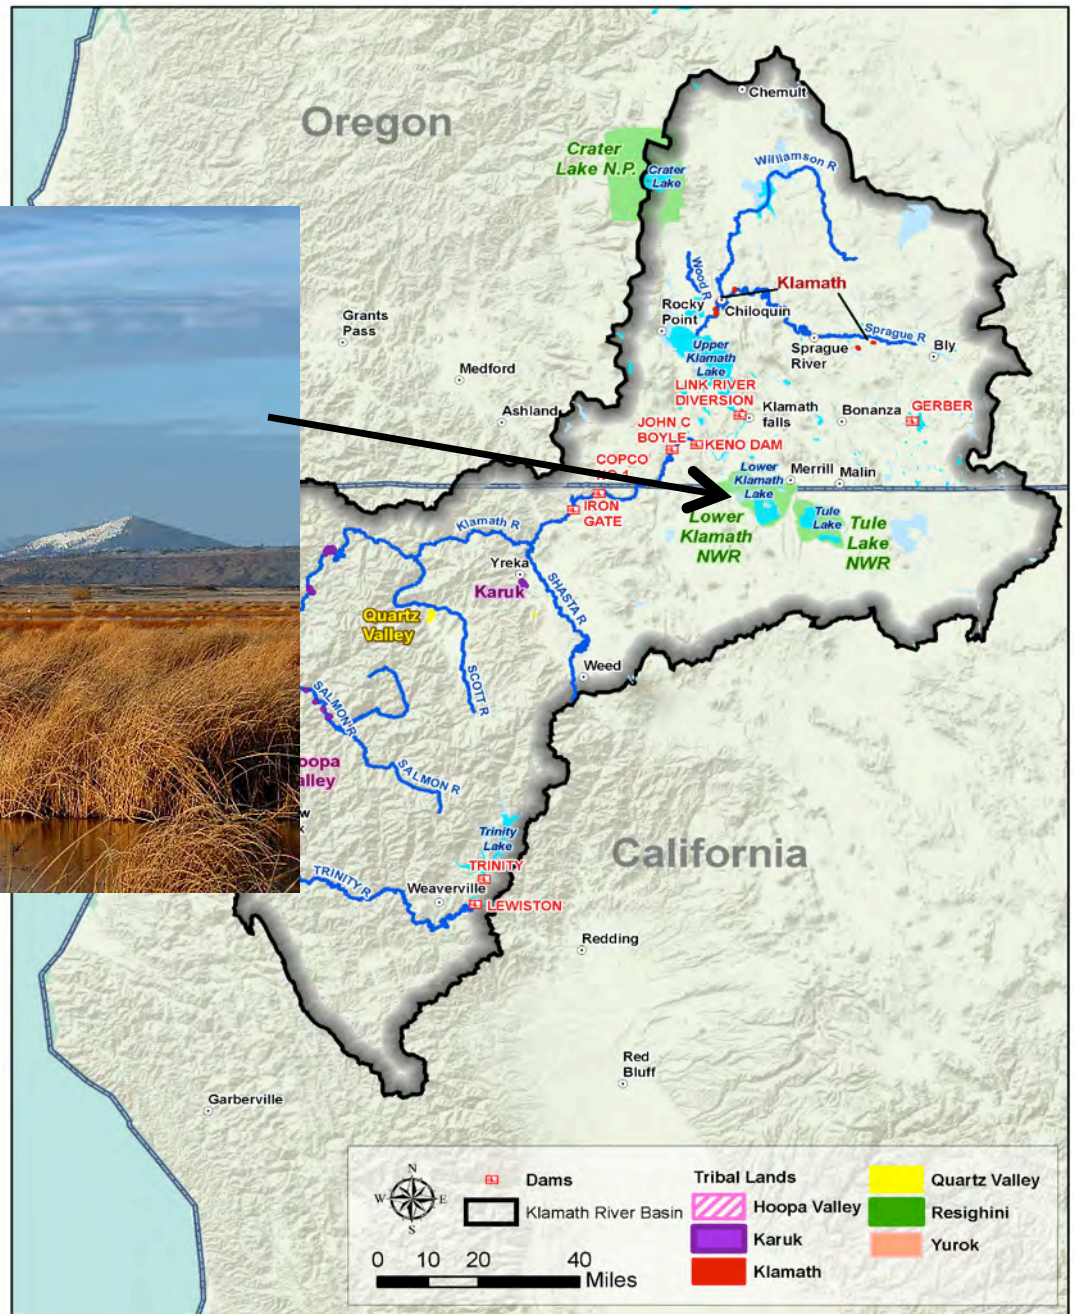 Chemult
Oregon
Crater
Lake N.P.
Crater
Lake
Williamson R
Wood R
Klamath
Rocky
Point
Chiloquin
Grants
Pass
Sprague R
Sprague
River
Bly
Upper
Klamath
Lake
Medford
LINK RIVER
DIVERSION
Klamath
falls
Bonanza
GERBER
Ashland
JOHN C
BOYLE
KENO DAM
COPCO
Lower
Klamath
Lake
Merrill
Malin
IRON
GATE
Lower
Klamath
NWR
Tule
Lake
Tule
Lake
NWR
Klamath R
Yreka
Karuk
SHASTA R
Quartz
Valley
SCOTT R
Weed
SALMON R
SALMON R
oopa
alley
w
k
Trinity
Lake
TRINITY
California
TRINITY R
Weaverville
LEWISTON
Redding
Red
Bluff
Garberville
N
W E
S
Dams
Klamath River Basin
0 10 20 40
Miles
Tribal Lands
Hoopa Valley
Karuk
Klamath
Quartz Valley
Resighini
Yurok